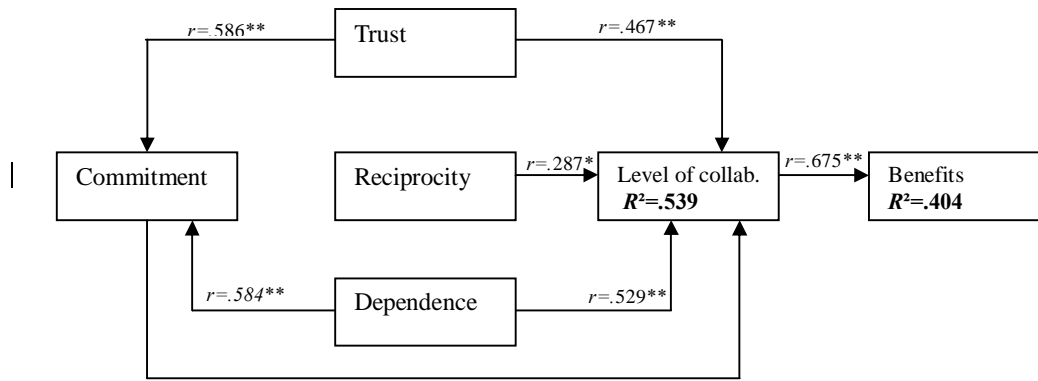 r=.586**
Trust
r=.467**
Commitment
Reciprocity
r=.287*
Level of collab.
R²=.539
r=.675**
Benefits
R²=.404
r=.584**
Dependence
r=.529**